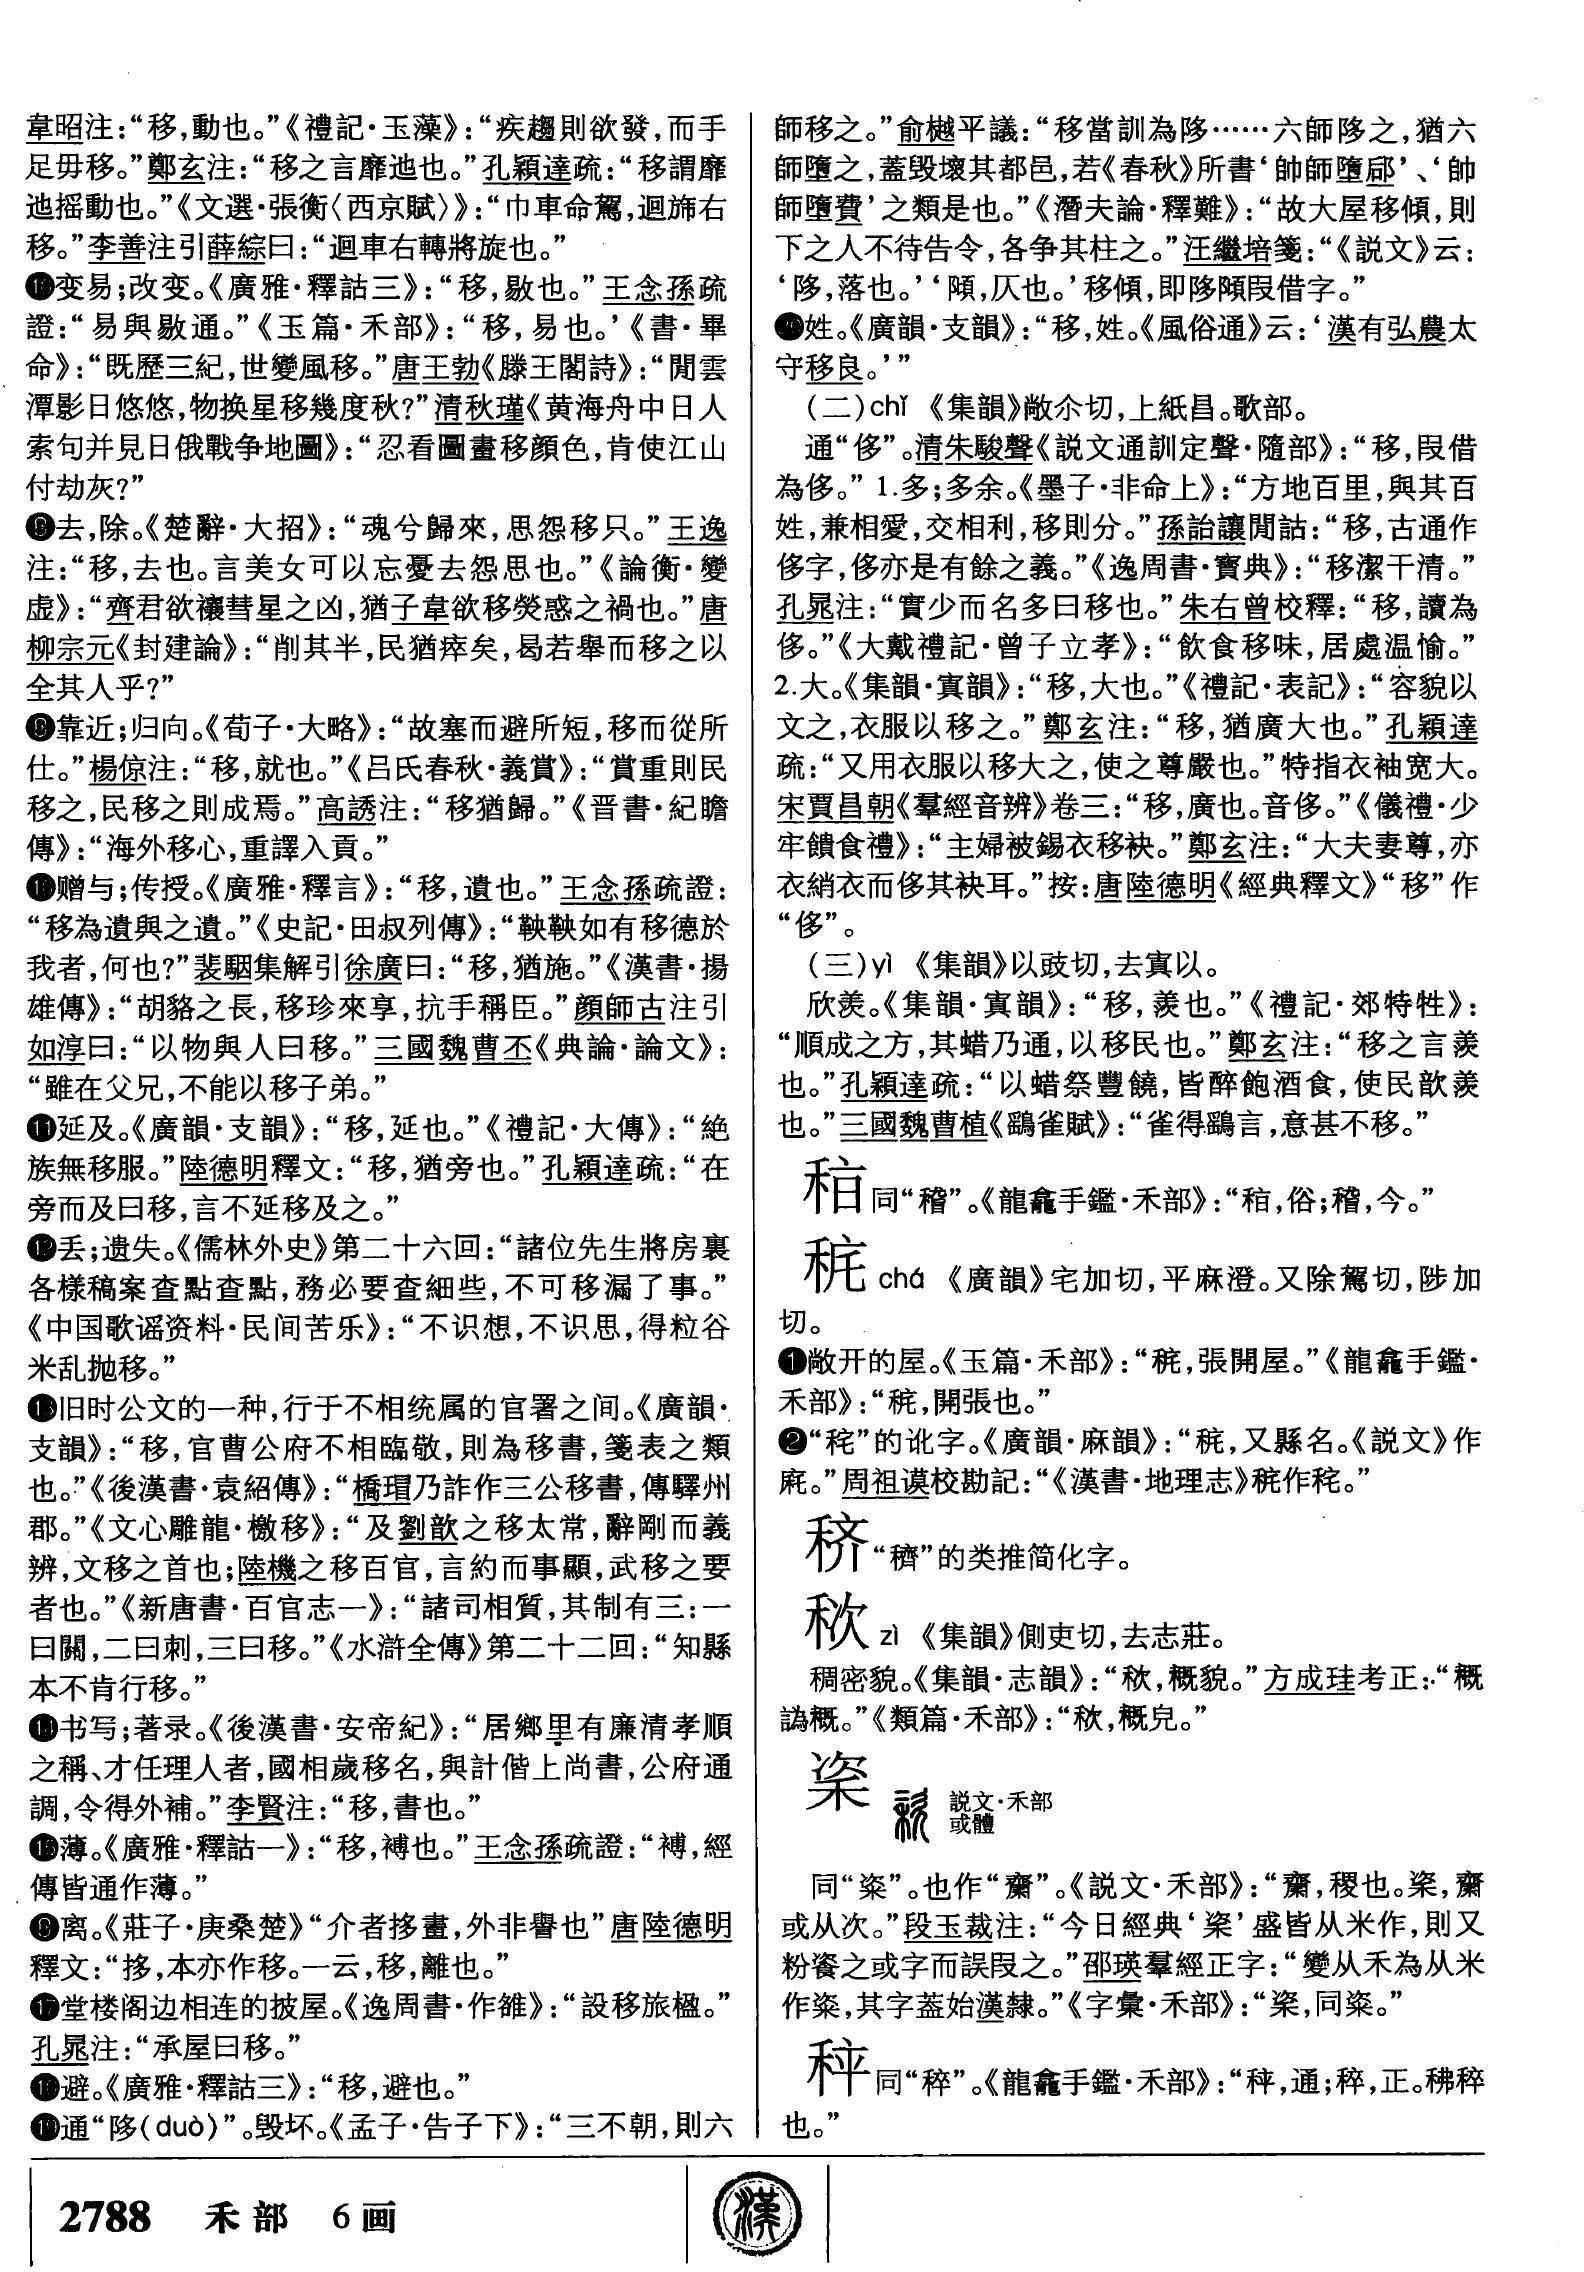 韋昭注：“移，動也。”《禮記·玉藻》：“疾趨則欲發，而手
足毋移。”鄭玄注：“移之言靡迆也。”孔穎達疏：“移謂靡
迆摇動也。”《文選·張衡〈西京賦〉》：“巾車命駕，迴斾右
移。”李善注引薛綜曰：“迴車右轉將旋也。”
❼变易；改变。《廣雅·釋詁三》：“移，敭也。”王念孫疏
證：“易與敭通。”《玉篇·禾部》：“移，易也。’《書·畢
命》：“既歷三紀，世變風移。”唐王勃《滕王閣詩》：“閒雲
潭影日悠悠，物换星移幾度秋？”清秋瑾《黄海舟中日人
索句并見日俄戰争地圖》：“忍看圖畫移顔色，肯使江山
付劫灰？”
❽去，除。《楚辭·大招》：“魂兮歸來，思怨移只。”王逸
注：“移，去也。言美女可以忘憂去怨思也。”《論衡·變
虚》：“齊君欲禳彗星之凶，猶子韋欲移熒惑之禍也。”唐
柳宗元《封建論》：“削其半，民猶瘁矣，曷若舉而移之以
全其人乎？”
❾靠近；归向。《荀子·大略》：“故塞而避所短，移而從所
仕。”楊倞注：“移，就也。”《吕氏春秋·義賞》：“賞重則民
移之，民移之則成焉。”高誘注：“移猶歸。”《晋書·紀瞻
傳》：“海外移心，重譯入貢。”
❿赠与；传授。《廣雅·釋言》：“移，遺也。”王念孫疏證：
“移為遺與之遺。”《史記·田叔列傳》：“鞅鞅如有移德於
我者，何也？”裴駰集解引徐廣曰：“移，猶施。”《漢書·揚
雄傳》：“胡貉之長，移珍來享，抗手稱臣。”顔師古注引
如淳曰：“以物與人曰移。”三國魏曹丕《典論·論文》：
“雖在父兄，不能以移子弟。”
⓫延及。《廣韻·支韻》：“移，延也。”《禮記·大傳》：“絶
族無移服。”陸德明釋文：“移，猶旁也。”孔穎達疏：“在
旁而及曰移，言不延移及之。”
⓬丢；遗失。《儒林外史》第二十六回：“諸位先生將房裏
各樣稿案查點查點，務必要查細些，不可移漏了事。”
《中国歌谣资料·民间苦乐》：“不识想，不识思，得粒谷
米乱抛移。”
⓭旧时公文的一种，行于不相统属的官署之间。《廣韻·
支韻》：“移，官曹公府不相臨敬，則為移書，箋表之類
也。”《後漢書·袁紹傳》：“橋瑁乃詐作三公移書，傳驛州
郡。”《文心雕龍·檄移》：“及劉歆之移太常，辭剛而義
辨，文移之首也；陸機之移百官，言約而事顯，武移之要
者也。”《新唐書·百官志一》：“諸司相質，其制有三：一
曰關，二曰刺，三曰移。”《水滸全傳》第二十二回：“知縣
本不肯行移。”
⓮书写；著录。《後漢書·安帝紀》：“居鄉里有廉清孝順
之稱、才任理人者，國相歲移名，與計偕上尚書，公府通
調，令得外補。”李賢注：“移，書也。”
⓯薄。《廣雅·釋詁一》：“移，䙏也。”王念孫疏證：“䙏，經
傳皆通作薄。”
⓰离。《莊子·庚桑楚》“介者拸畫，外非譽也”唐陸德明
釋文：“拸，本亦作移。一云，移，離也。”
⓱堂楼阁边相连的披屋。《逸周書·作雒》：“設移旅楹。”
孔晁注：“承屋曰移。”
⓲避。《廣雅·釋詁三》：“移，避也。”
⓳通“陊（duò）”。毁坏。《孟子·告子下》：“三不朝，則六
師移之。”俞樾平議：“移當訓為陊……六師陊之，猶六
師墮之，蓋毁壞其都邑，若《春秋》所書‘帥師墮郈’、‘帥
師墮費’之類是也。”《潛夫論·釋難》：“故大屋移傾，則
下之人不待告令，各争其柱之。”汪繼培箋：“《説文》云：
‘陊，落也。’‘頃，仄也。’移傾，即陊頃叚借字。”
⓴姓。《廣韻·支韻》：“移，姓。《風俗通》云：‘漢有弘農太
守移良。’”
（二）chǐ 《集韻》敞尒切，上紙昌。歌部。
通“侈”。清朱駿聲《説文通訓定聲·隨部》：“移，叚借
為侈。”1.多；多余。《墨子·非命上》：“方地百里，與其百
姓，兼相愛，交相利，移則分。”孫詒讓閒詁：“移，古通作
侈字，侈亦是有餘之義。”《逸周書·寶典》：“移潔干清。”
孔晁注：“實少而名多曰移也。”朱右曾校釋：“移，讀為
侈。”《大戴禮記·曾子立孝》：“飲食移味，居處温愉。”
2.大。《集韻·寘韻》：“移，大也。”《禮記·表記》：“容貌以
文之，衣服以移之。”鄭玄注：“移，猶廣大也。”孔穎達
疏：“又用衣服以移大之，使之尊嚴也。”特指衣袖宽大。
宋賈昌朝《羣經音辨》卷三：“移，廣也。音侈。”《儀禮·少
牢饋食禮》：“主婦被錫衣移袂。”鄭玄注：“大夫妻尊，亦
衣綃衣而侈其袂耳。”按：唐陸德明《經典釋文》“移”作
“侈”。
（三）yì 《集韻》以豉切，去寘以。
欣羡。《集韻·寘韻》：“移，羨也。”《禮記·郊特牲》：
“順成之方，其蜡乃通，以移民也。”鄭玄注：“移之言羨
也。”孔穎達疏：“以蜡祭豐饒，皆醉飽酒食，使民歆羨
也。”三國魏曹植《鷂雀賦》：“雀得鷂言，意甚不移。”
同“稽”。《龍龕手鑑·禾部》：“，俗；稽，今。”
秺 chá 《廣韻》宅加切，平麻澄。又除駕切，陟加
切。
❶敞开的屋。《玉篇·禾部》：“，張開屋。”《龍龕手鑑·
禾部》：“，開張也。”
❷“秺”的讹字。《廣韻·麻韻》：“，又縣名。《説文》作
庛。”周祖谟校勘記：“《漢書·地理志》作秺。”
䅩“穧”的类推简化字。
䅆 zì 《集韻》側吏切，去志莊。
稠密貌。《集韻·志韻》：“䅆，概貌。”方成珪考正：“概
譌穊。”《類篇·禾部》：“䅆，穊皃。”
秶 説文·禾部
或體
同“粢”。也作“齋”。《説文·禾部》：“齋，稷也。秶，齋
或从次。”段玉裁注：“今日經典‘粢’盛皆从米作，則又
粉餈之或字而誤叚之。”邵瑛羣經正字：“變从禾為从米
作粢，其字葢始漢隸。”《字彙·禾部》：“秶，同粢。”
同“稡”。《龍龕手鑑·禾部》：“，通；稡，正。䄶稡
也。”
2788 禾部 6画
漢